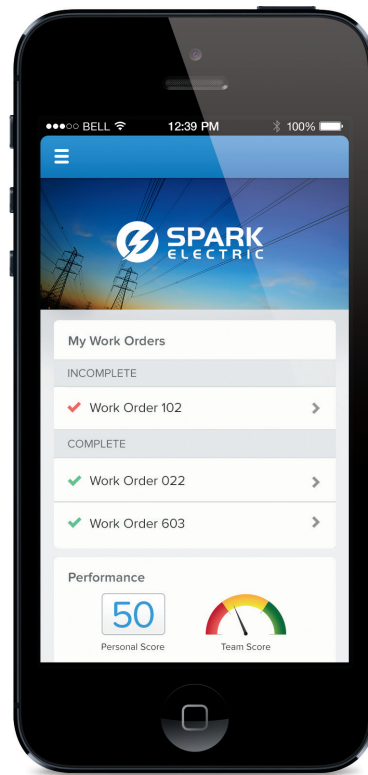 BELL 12:39 PM 100%
SPARK
ELECTRIC
My Work Orders
INCOMPLETE
Work Order 102
COMPLETE
Work Order 022
Work Order 603
Performance
50
Personal Score Team Score